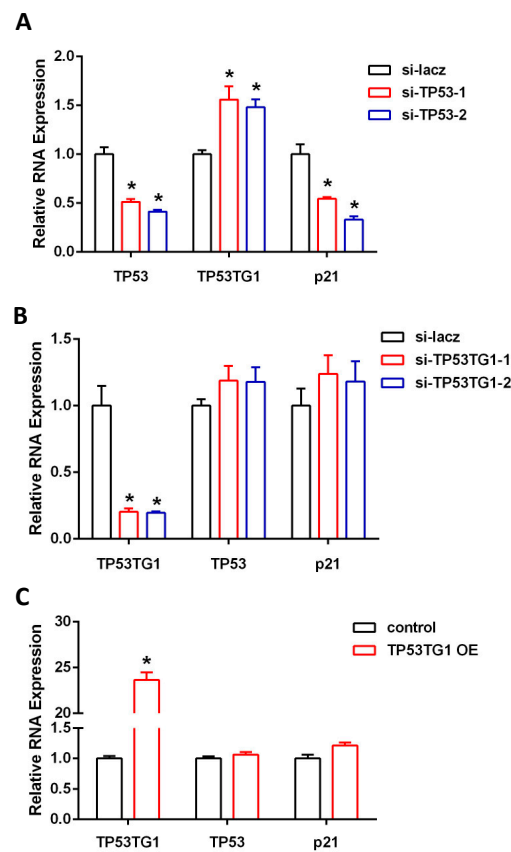 A
Relative RNA Expression
2.0
1.5
1.0
0.5
0.0
* * * * * *
TP53 TP53TG1 p21
si-lacz
si-TP53-1
si-TP53-2
B
Relative RNA Expression
1.5
1.0
0.5
0.0
* *
TP53TG1 TP53 p21
si-lacz
si-TP53TG1-1
si-TP53TG1-2
C
Relative RNA Expression
30
25
20
1.5
1.0
0.5
0.0
*
TP53TG1 TP53 p21
control
TP53TG1 OE